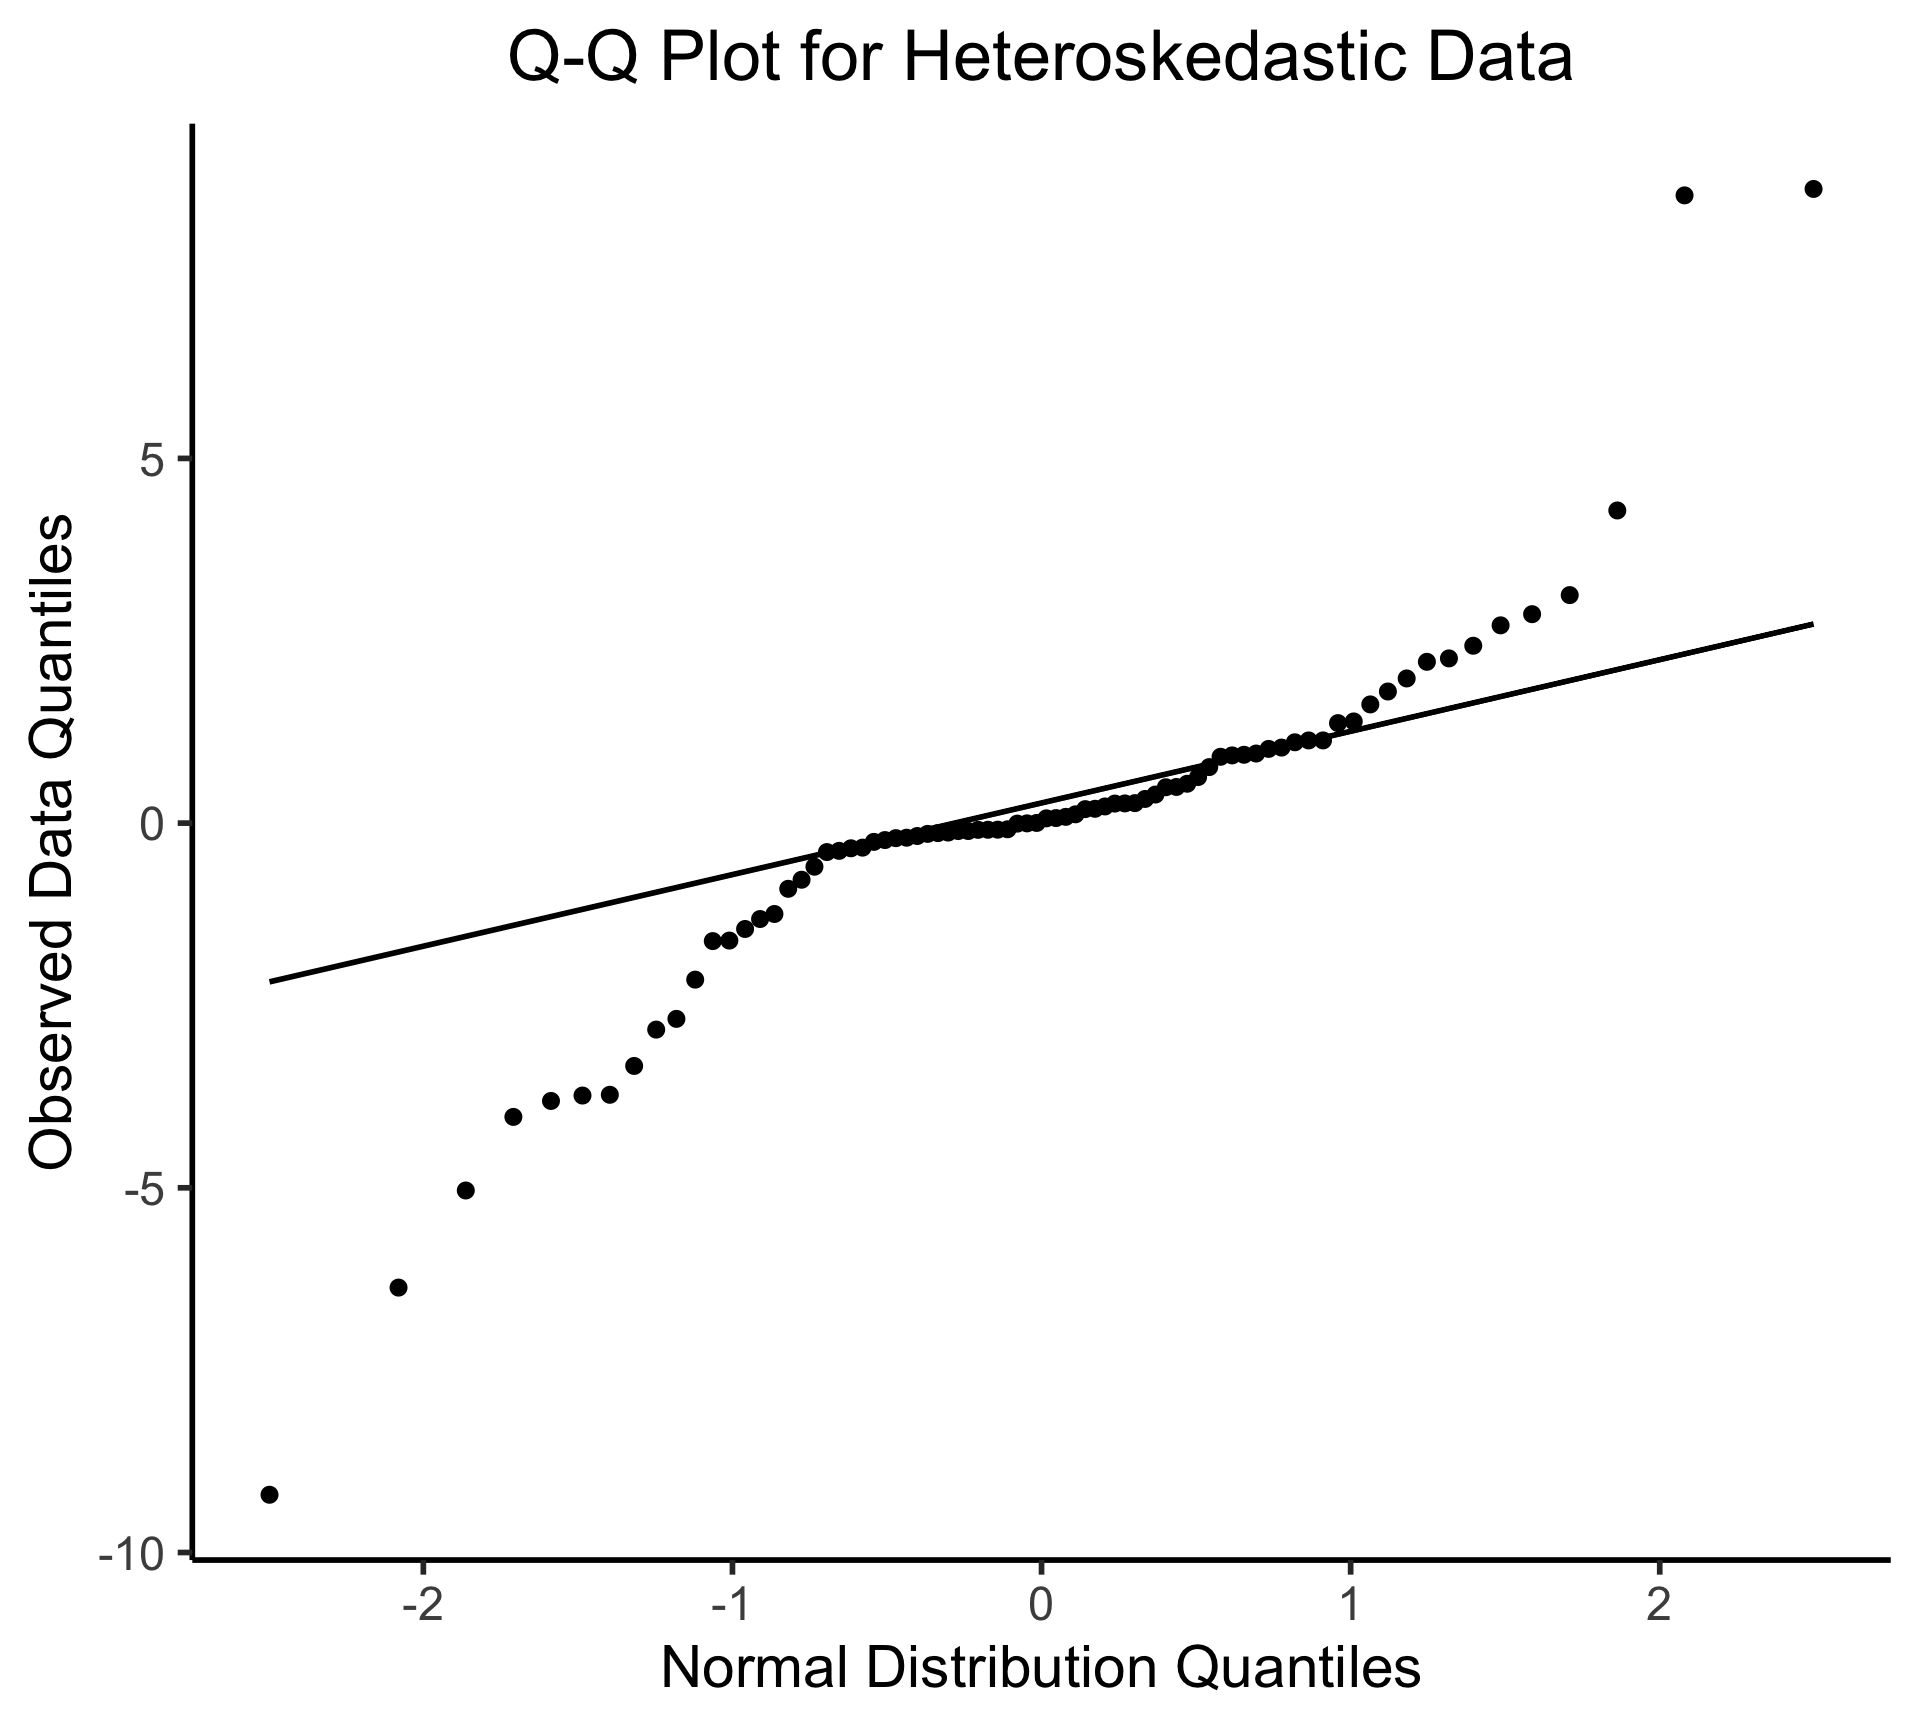 Q-Q Plot for Heteroskedastic Data
Observed Data Quantiles
5
0
-5
-10
-2 -1 0 1 2
Normal Distribution Quantiles